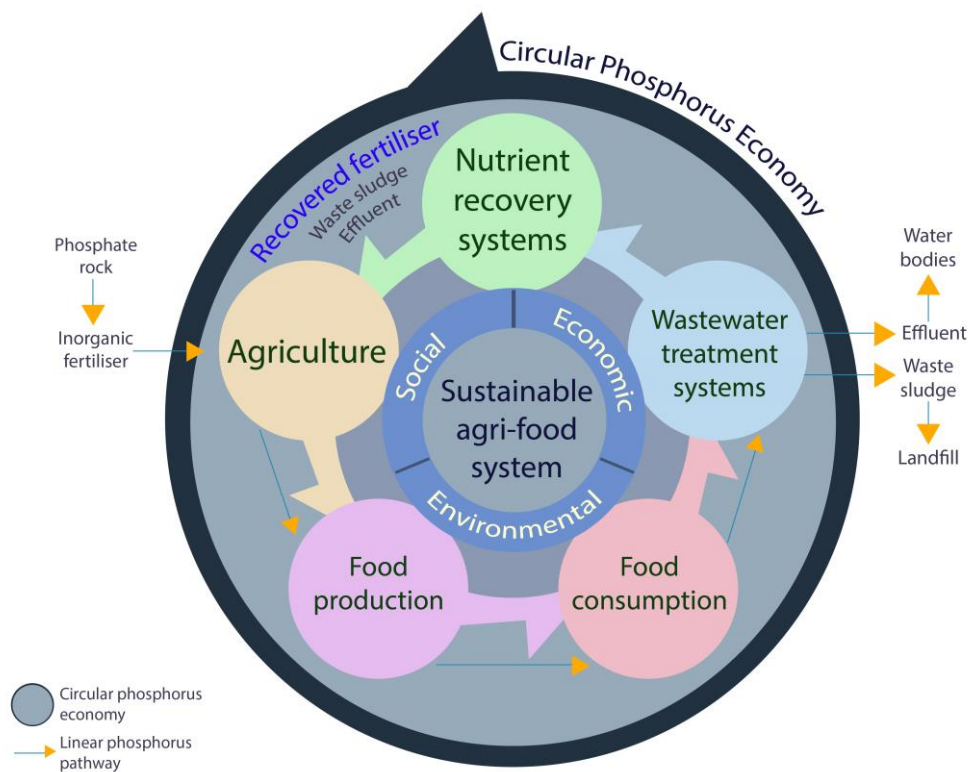 Circular Phosphorus Economy
Recovered fertiliser
Waste sludge
Effluent
Nutrient
recovery
systems
Phosphate
rock
Inorganic
fertiliser
Agriculture
Social
Economic
Environmental
Sustainable
agri-food
system
Wastewater
treatment
systems
Water
bodies
Effluent
Waste
sludge
Landfill
Food
production
Food
consumption
Circular phosphorus
economy
Linear phosphorus
pathway